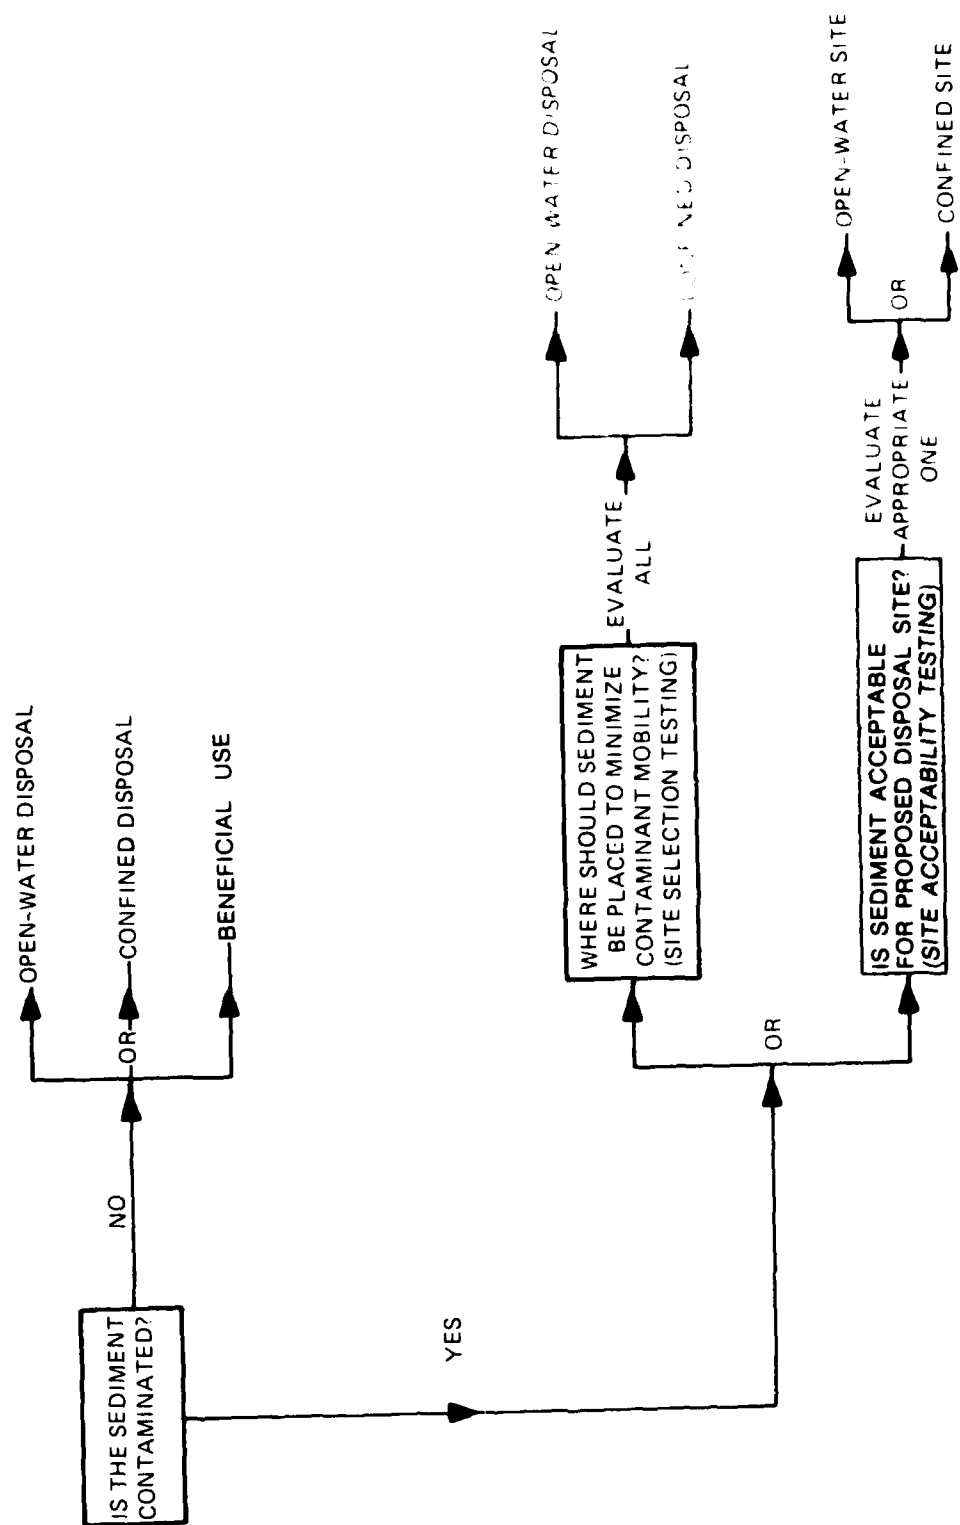 IS THE SEDIMENT
CONTAMINATED?
NO
OR
OPEN-WATER DISPOSAL
CONFINED DISPOSAL
BENEFICIAL USE
YES
OR
WHERE SHOULD SEDIMENT
BE PLACED TO MINIMIZE
CONTAMINANT MOBILITY?
(SITE SELECTION TESTING)
EVALUATE
ALL
OPEN WATER DISPOSAL
DISPOSAL
IS SEDIMENT ACCEPTABLE
FOR PROPOSED DISPOSAL SITE?
(SITE ACCEPTABILITY TESTING)
EVALUATE
APPROPRIATE
ONE
OR
OPEN-WATER SITE
CONFINED SITE